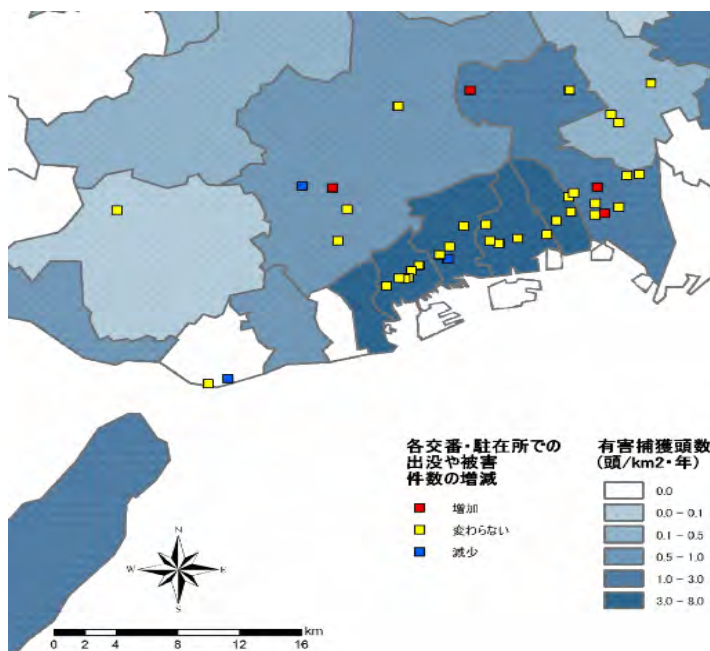 各交番・駐在所での
出没や被害
件数の増減
増加
変わらない
減少
有害捕獲頭数
(頭/km2・年)
0.0
0.0 - 0.1
0.1 - 0.5
0.5 - 1.0
1.0 - 3.0
3.0 - 8.0
N
W
E
S
km
0 2 4 8 12 16